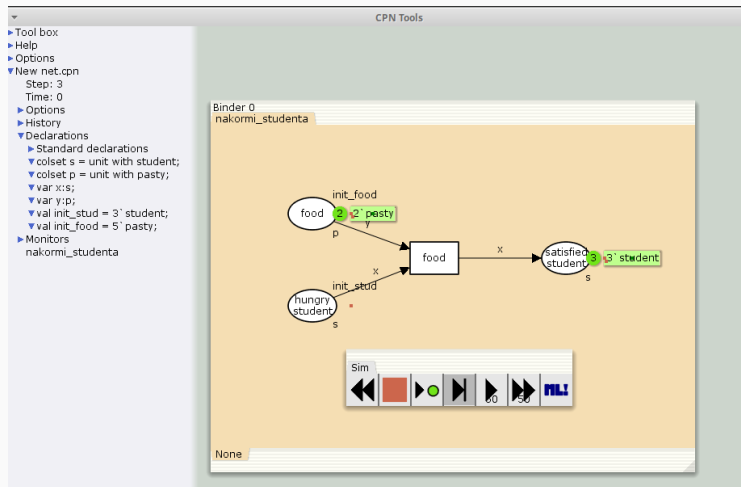 CPN Tools
Tool box
Help
Options
New net.cpn
Step: 3
Time: 0
Options
History
Declarations
Standard declarations
colset s = unit with student;
colset p = unit with pasty;
var x:s;
var y:p;
val init_stud = 3`student;
val init_food = 5`pasty;
Monitors
nakormi_studenta
Binder 0
nakormi_studenta
init_food
food
2
2`pasty
y
p
food
x
satisfied
student
3
3`student
s
x
init_stud
hungry
student
s
Sim
50
50
ML!
None